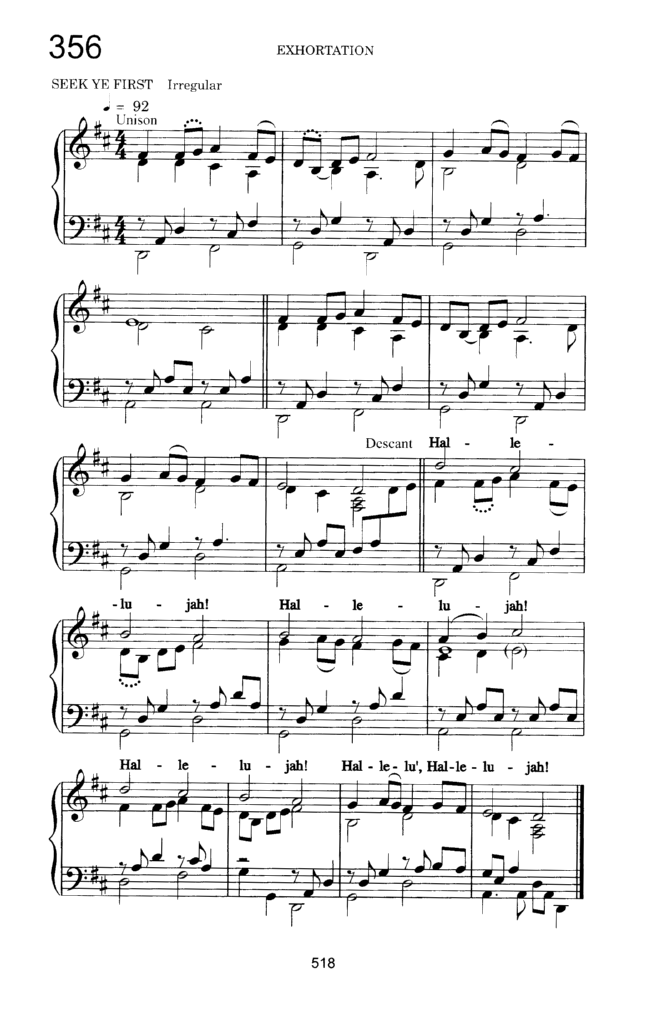 356
EXHORTATION
SEEK YE FIRST Irregular
♩ = 92
Unison
Descant Hal - le -
- lu - jah! Hal - le - lu - jah!
Hal - le - lu - jah! Hal - le - lu', Hal - le - lu - jah!
518